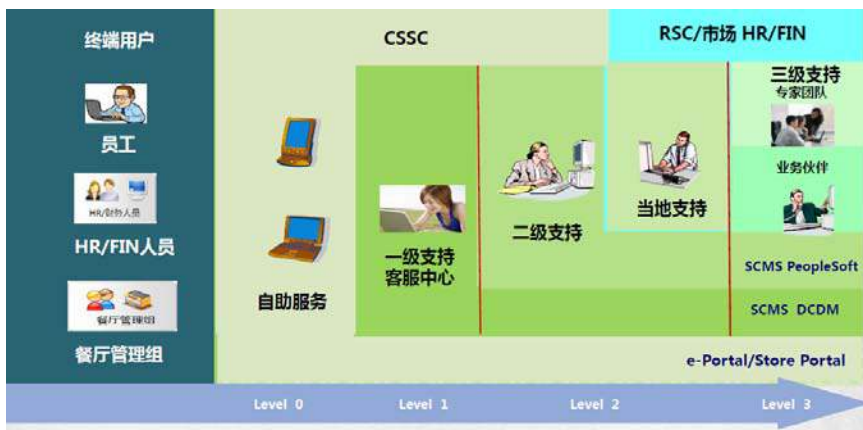 终端用户
CSSC
RSC/市场 HR/FIN
员工
HR/财务人员
HR/FIN人员
餐厅管理组
餐厅管理组
自助服务
一级支持
客服中心
二级支持
当地支持
三级支持
专家团队
业务伙伴
SCMS PeopleSoft
SCMS DCDM
e-Portal/Store Portal
Level 0
Level 1
Level 2
Level 3